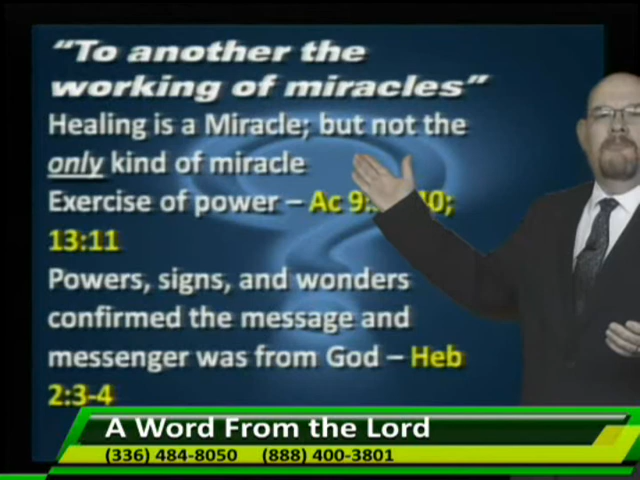 “To another the
working of miracles”
Healing is a Miracle; but not the
only kind of miracle
Exercise of power – Ac 9: 40;
13:11
Powers, signs, and wonders
confirmed the message and
messenger was from God – Heb
2:3-4
A Word From the Lord
(336) 484-8050 (888) 400-3801